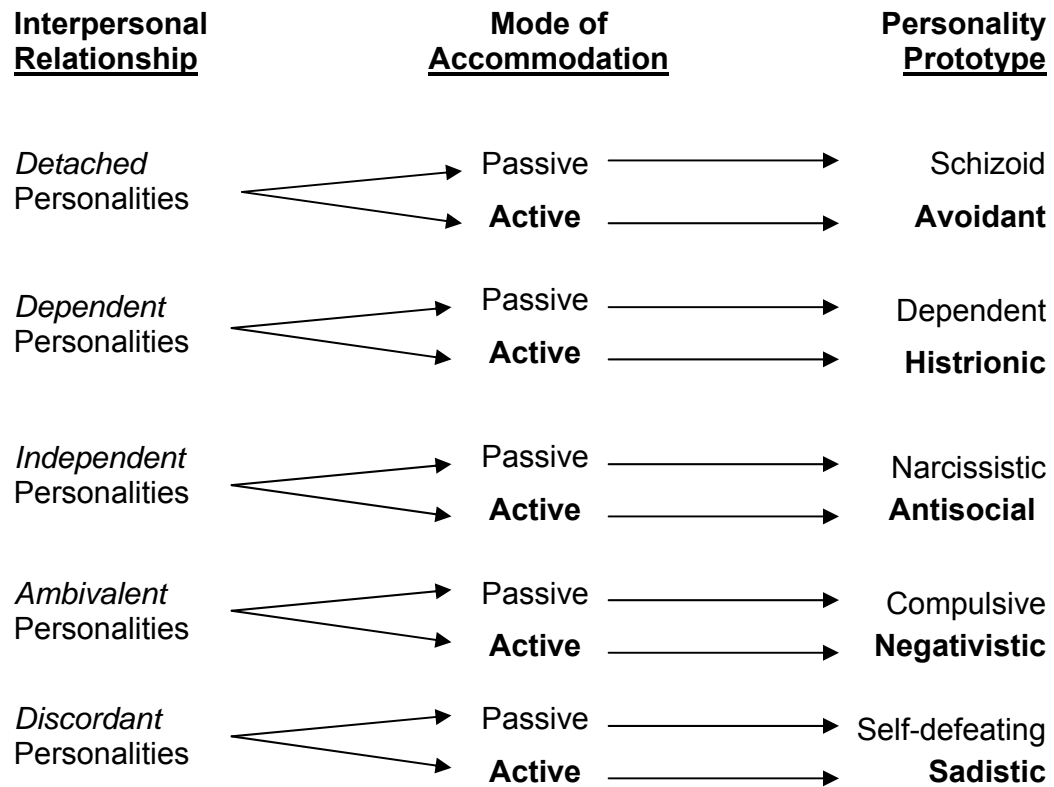 Interpersonal Mode of Personality
Relationship Accommodation Prototype
Detached Passive Schizoid
Personalities Active Avoidant
Dependent Passive Dependent
Personalities Active Histrionic
Independent Passive Narcissistic
Personalities Active Antisocial
Ambivalent Passive Compulsive
Personalities Active Negativistic
Discordant Passive Self-defeating
Personalities Active Sadistic